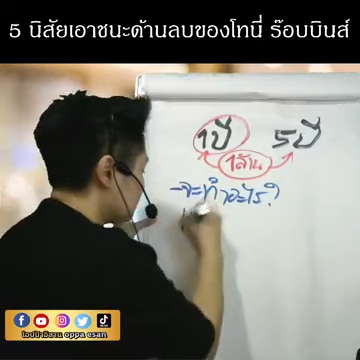 5 นิสัยเอาชนะด้านลบของโทนี่ ร๊อบบินส์
1ปี 5ปี
1ล้าน
-จะทำอะไร?
โอปป้าอีสาน oppa esan